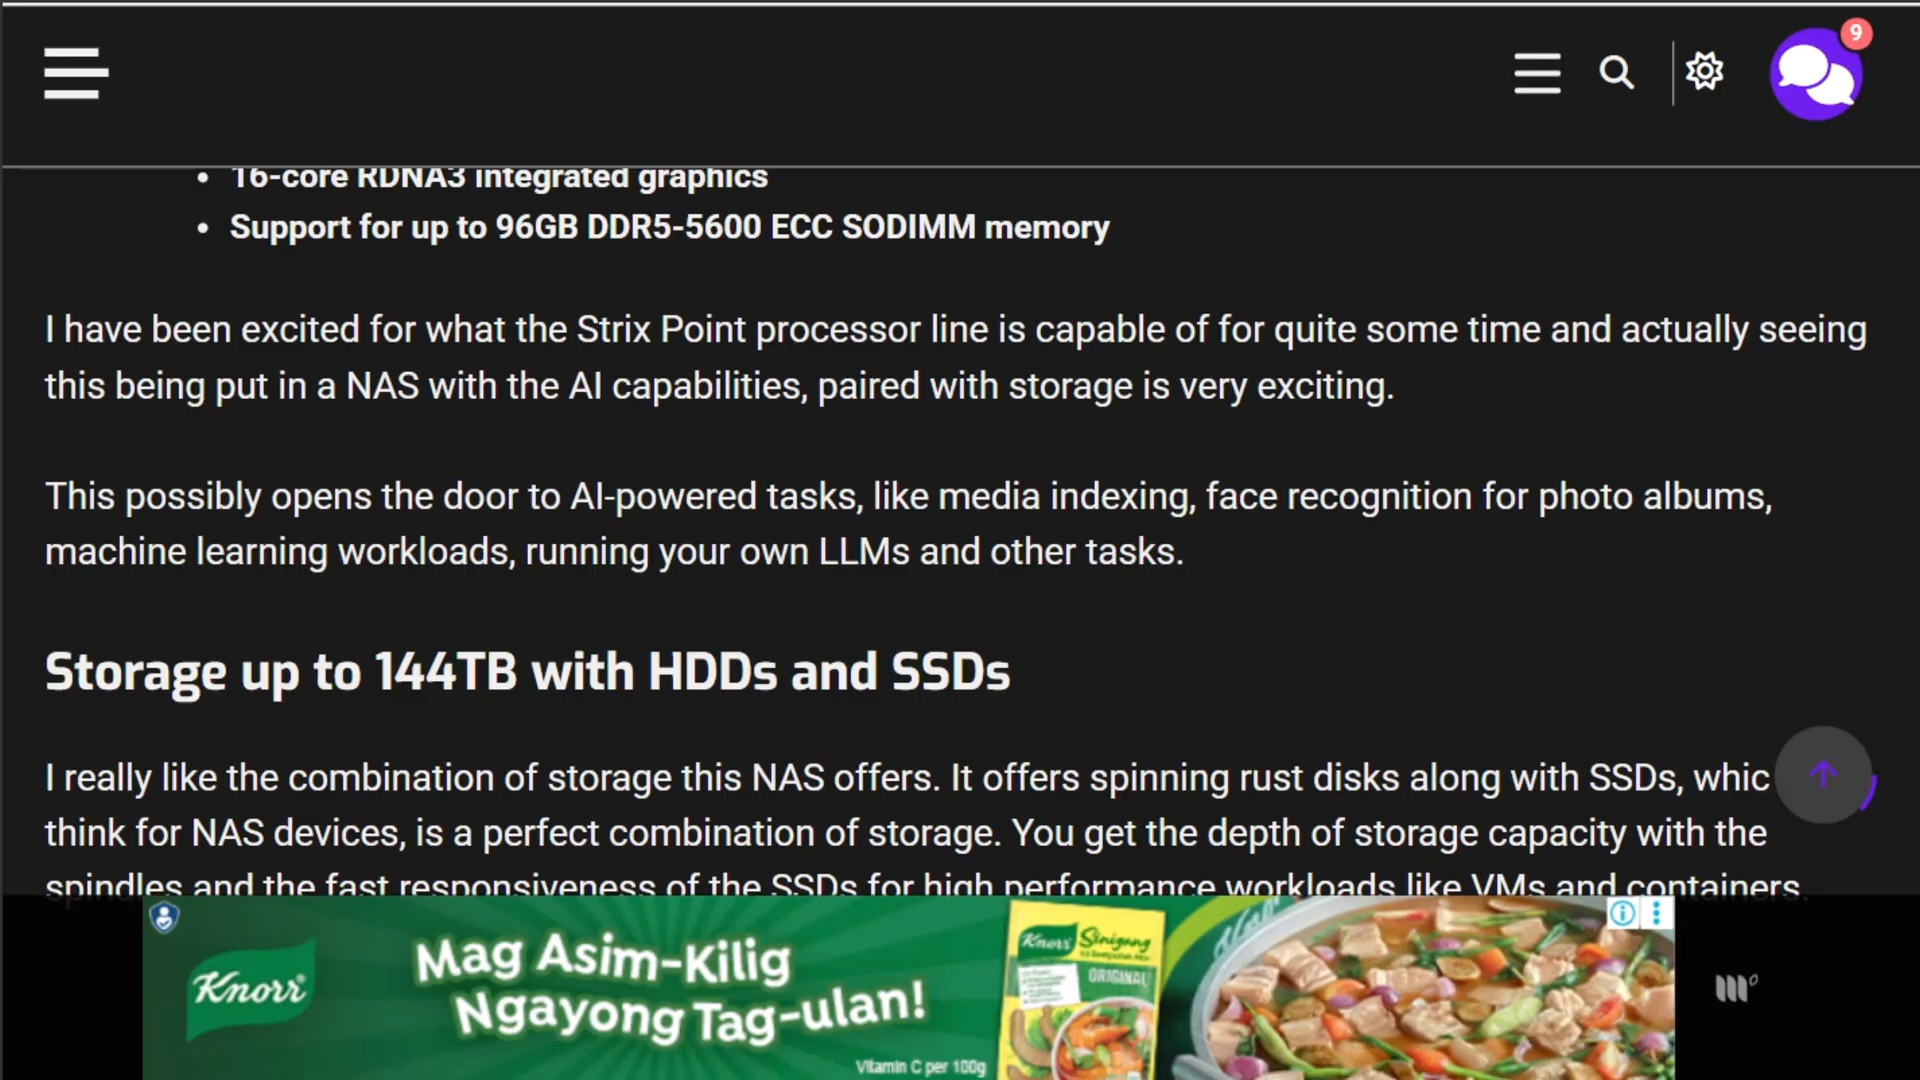 9
16-core RDNA3 integrated graphics
Support for up to 96GB DDR5-5600 ECC SODIMM memory
I have been excited for what the Strix Point processor line is capable of for quite some time and actually seeing
this being put in a NAS with the AI capabilities, paired with storage is very exciting.
This possibly opens the door to AI-powered tasks, like media indexing, face recognition for photo albums,
machine learning workloads, running your own LLMs and other tasks.
Storage up to 144TB with HDDs and SSDs
I really like the combination of storage this NAS offers. It offers spinning rust disks along with SSDs, whic
think for NAS devices, is a perfect combination of storage. You get the depth of storage capacity with the
spindles and the fast responsiveness of the SSDs for high performance workloads like VMs and containers.
Knorr
Mag Asim-Kilig
Ngayong Tag-ulan!
Vitamin C per 100g
Knorr Sinigang
ORIGINAL